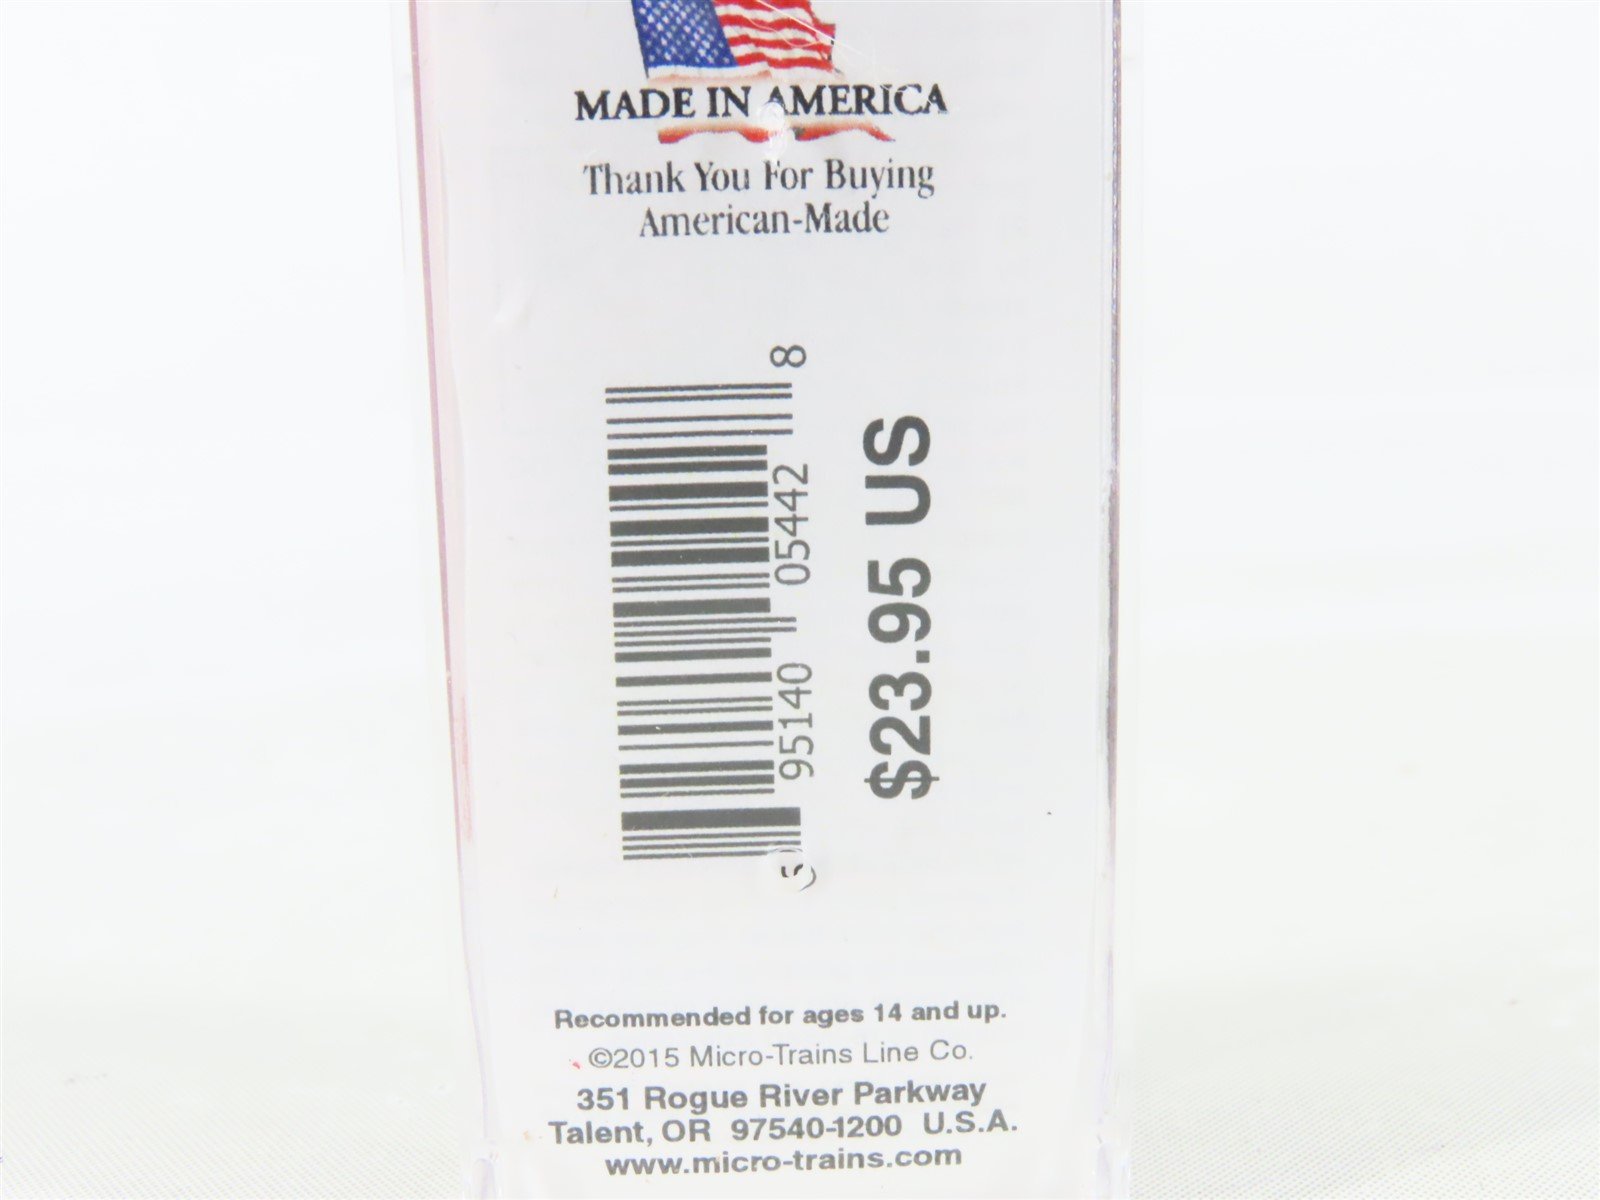 MADE IN AMERICA
Thank You For Buying
American-Made
6 95140 05442 8
$23.95 US
Recommended for ages 14 and up.
©2015 Micro-Trains Line Co.
351 Rogue River Parkway
Talent, OR 97540-1200 U.S.A.
www.micro-trains.com